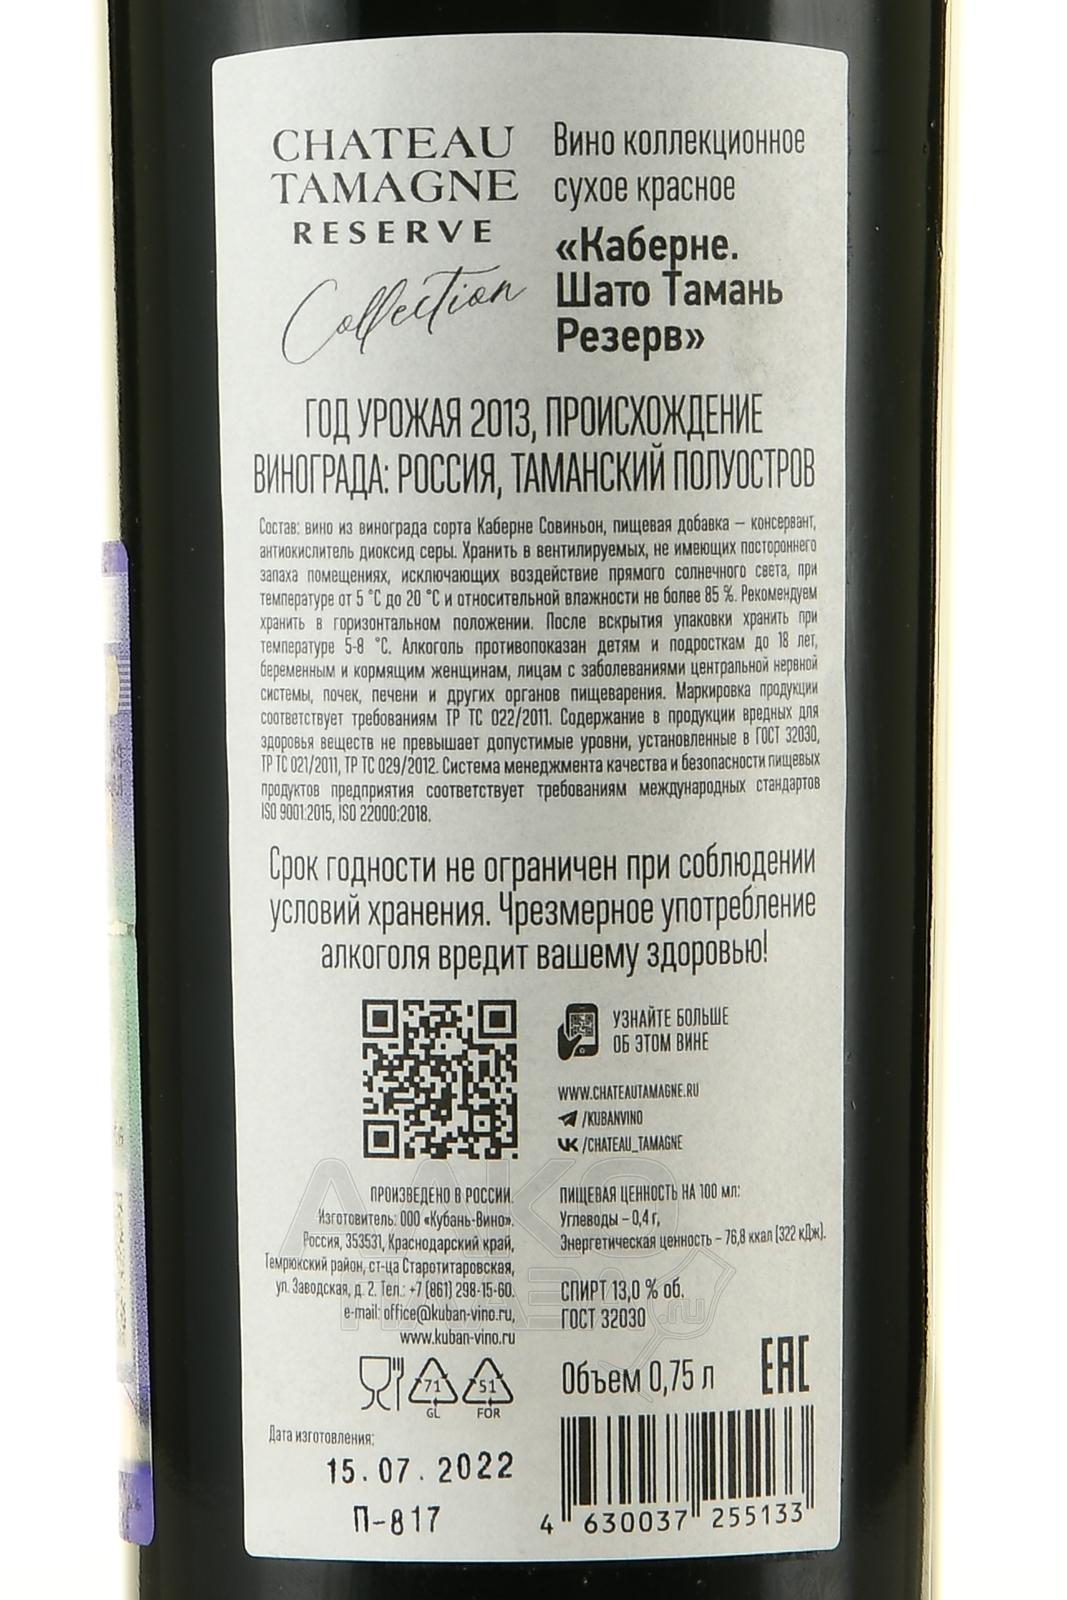 CHATEAU
TAMAGNE
RESERVE
Collection
Вино коллекционное
сухое красное
«Каберне.
Шато Тамань
Резерв»
ГОД УРОЖАЯ 2013, ПРОИСХОЖДЕНИЕ
ВИНОГРАДА: РОССИЯ, ТАМАНСКИЙ ПОЛУОСТРОВ
Состав: вино из винограда сорта Каберне Совиньон, пищевая добавка – консервант,
антиокислитель диоксид серы. Хранить в вентилируемых, не имеющих постороннего
запаха помещениях, исключающих воздействие прямого солнечного света, при
температуре от 5 °C до 20 °C и относительной влажности не более 85 %. Рекомендуем
хранить в горизонтальном положении. После вскрытия упаковки хранить при
температуре 5-8 °C. Алкоголь противопоказан детям и подросткам до 18 лет,
беременным и кормящим женщинам, лицам с заболеваниями центральной нервной
системы, почек, печени и других органов пищеварения. Маркировка продукции
соответствует требованиям ТР ТС 022/2011. Содержание в продукции вредных для
здоровья веществ не превышает допустимые уровни, установленные в ГОСТ 32030,
ТР ТС 021/2011, ТР ТС 029/2012. Система менеджмента качества и безопасности пищевых
продуктов предприятия соответствует требованиям международных стандартов
ISO 9001:2015, ISO 22000:2018.
Срок годности не ограничен при соблюдении
условий хранения. Чрезмерное употребление
алкоголя вредит вашему здоровью!
УЗНАЙТЕ БОЛЬШЕ
ОБ ЭТОМ ВИНЕ
WWW.CHATEAUTAMAGNE.RU
/KUBANVINO
/CHATEAU_TAMAGNE
ПРОИЗВЕДЕНО В РОССИИ.
Изготовитель: ООО «Кубань-Вино».
Россия, 353531, Краснодарский край,
Темрюкский район, ст-ца Старотитаровская,
ул. Заводская, д. 2. Тел.: +7 (861) 298-15-60.
e-mail: office@kuban-vino.ru,
www.kuban-vino.ru
ПИЩЕВАЯ ЦЕННОСТЬ НА 100 мл:
Углеводы – 0,4 г,
Энергетическая ценность – 76,8 ккал (322 кДж).
СПИРТ 13,0 % об.
ГОСТ 32030
71
GL
51
FOR
Объем 0,75 л
EAC
Дата изготовления:
15.07.2022
П-817
4 630037 255133
.ru